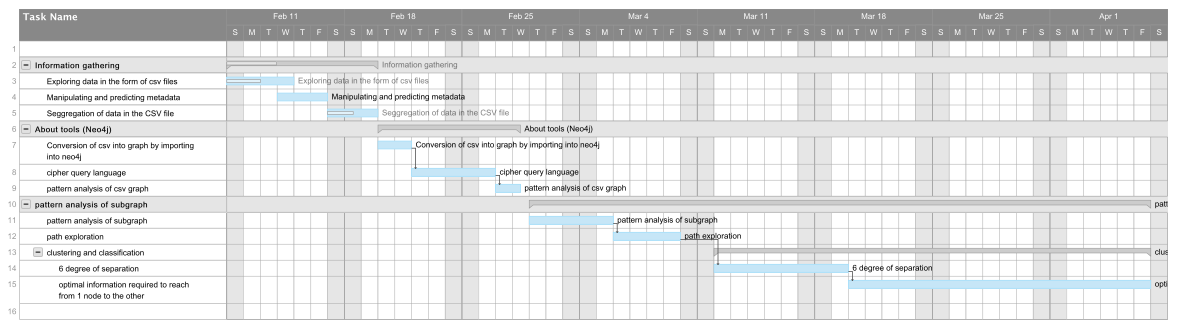 Task Name
Feb 11 Feb 18 Feb 25 Mar 4 Mar 11 Mar 18 Mar 25 Apr 1
S M T W T F S S M T W T F S S M T W T F S S M T W T F S S M T W T F S S M T W T F S S M T W T F S S M T W T F S
1
2 Information gathering Information gathering
3 Exploring data in the form of csv files Exploring data in the form of csv files
4 Manipulating and predicting metadata Manipulating and predicting metadata
5 Seggregation of data in the CSV file Seggregation of data in the CSV file
6 About tools (Neo4j) About tools (Neo4j)
7 Conversion of csv into graph by importing Conversion of csv into graph by importing into neo4j
into neo4j
8 cipher query language cipher query language
9 pattern analysis of csv graph pattern analysis of csv graph
10 pattern analysis of subgraph patt
11 pattern analysis of subgraph pattern analysis of subgraph
12 path exploration path exploration
13 clustering and classification clus
14 6 degree of separation 6 degree of separation
15 optimal information required to reach opti
from 1 node to the other
16